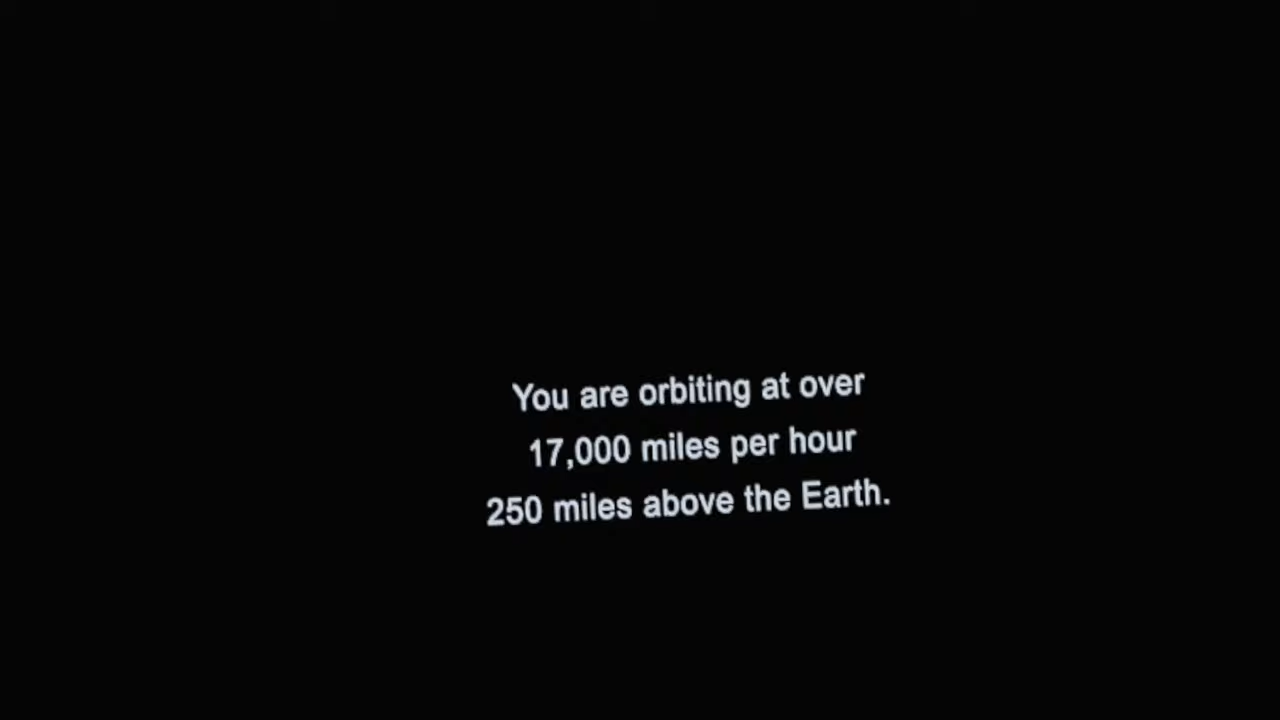 You are orbiting at over
17,000 miles per hour
250 miles above the Earth.